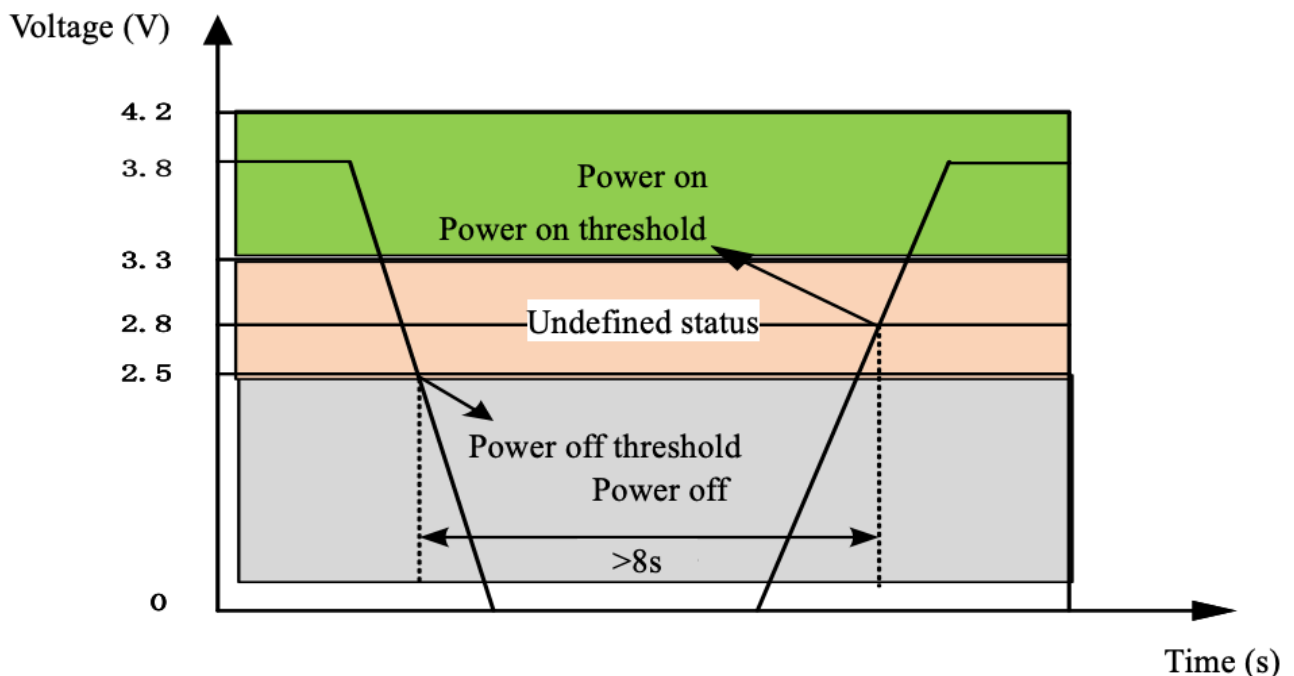 Voltage (V)
4.2
3.8
Power on
Power on threshold
3.3
2.8
Undefined status
2.5
Power off threshold
Power off
>8s
0
Time (s)